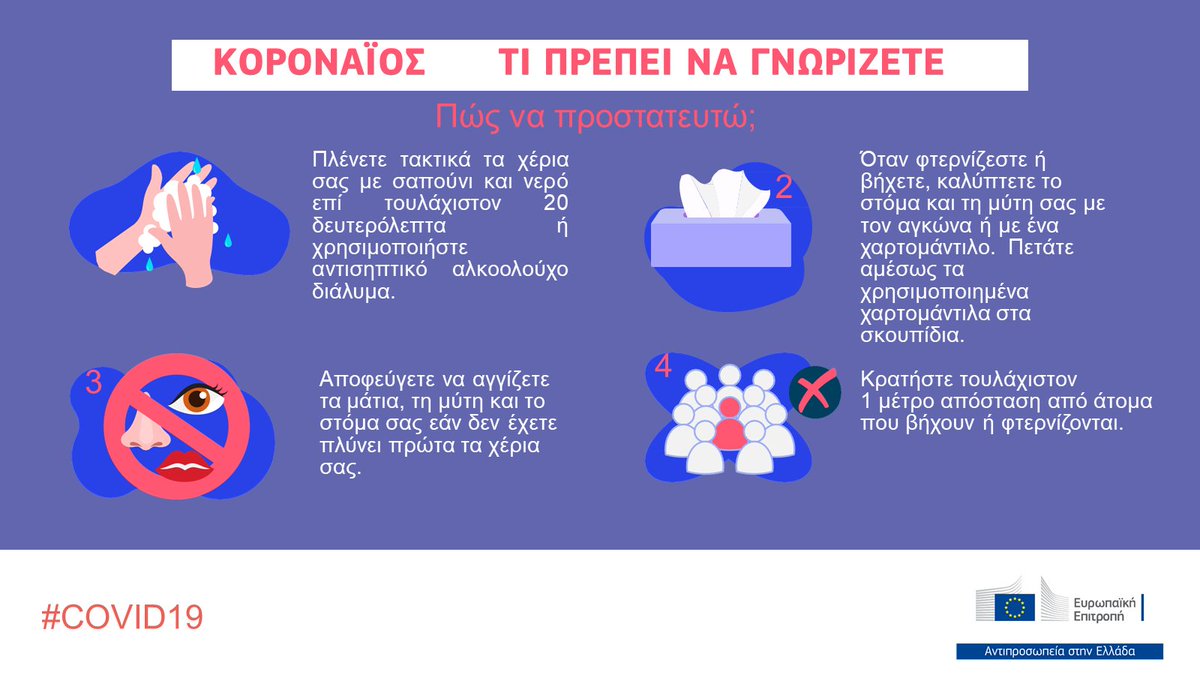 ΚΟΡΟΝΑΪΟΣ ΤΙ ΠΡΕΠΕΙ ΝΑ ΓΝΩΡΙΖΕΤΕ
Πώς να προστατευτώ;
Πλένετε τακτικά τα χέρια
σας με σαπούνι και νερό
επί τουλάχιστον 20
δευτερόλεπτα ή
χρησιμοποιήστε
αντισηπτικό αλκοολούχο
διάλυμα.
2
Όταν φτερνίζεστε ή
βήχετε, καλύπτετε το
στόμα και τη μύτη σας με
τον αγκώνα ή με ένα
χαρτομάντιλο. Πετάτε
αμέσως τα
χρησιμοποιημένα
χαρτομάντιλα στα
σκουπίδια.
3
Αποφεύγετε να αγγίζετε
τα μάτια, τη μύτη και το
στόμα σας εάν δεν έχετε
πλύνει πρώτα τα χέρια
σας.
4
Κρατήστε τουλάχιστον
1 μέτρο απόσταση από άτομα
που βήχουν ή φτερνίζονται.
#COVID19
Ευρωπαϊκή
Επιτροπή
Αντιπροσωπεία στην Ελλάδα